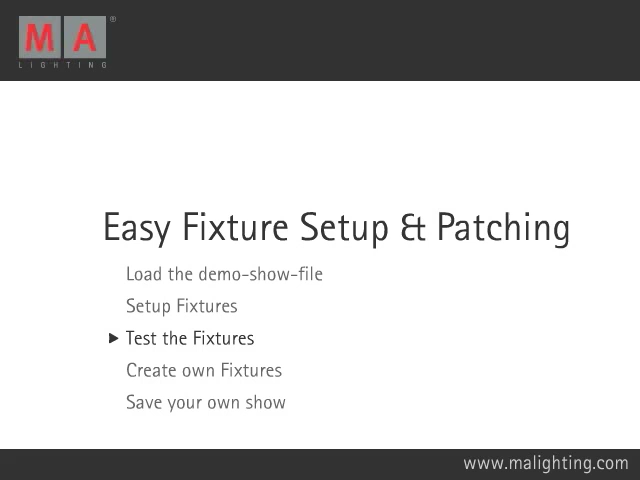 MA®
LIGHTING
Easy Fixture Setup & Patching
Load the demo-show-file
Setup Fixtures
Test the Fixtures
Create own Fixtures
Save your own show
www.malighting.com